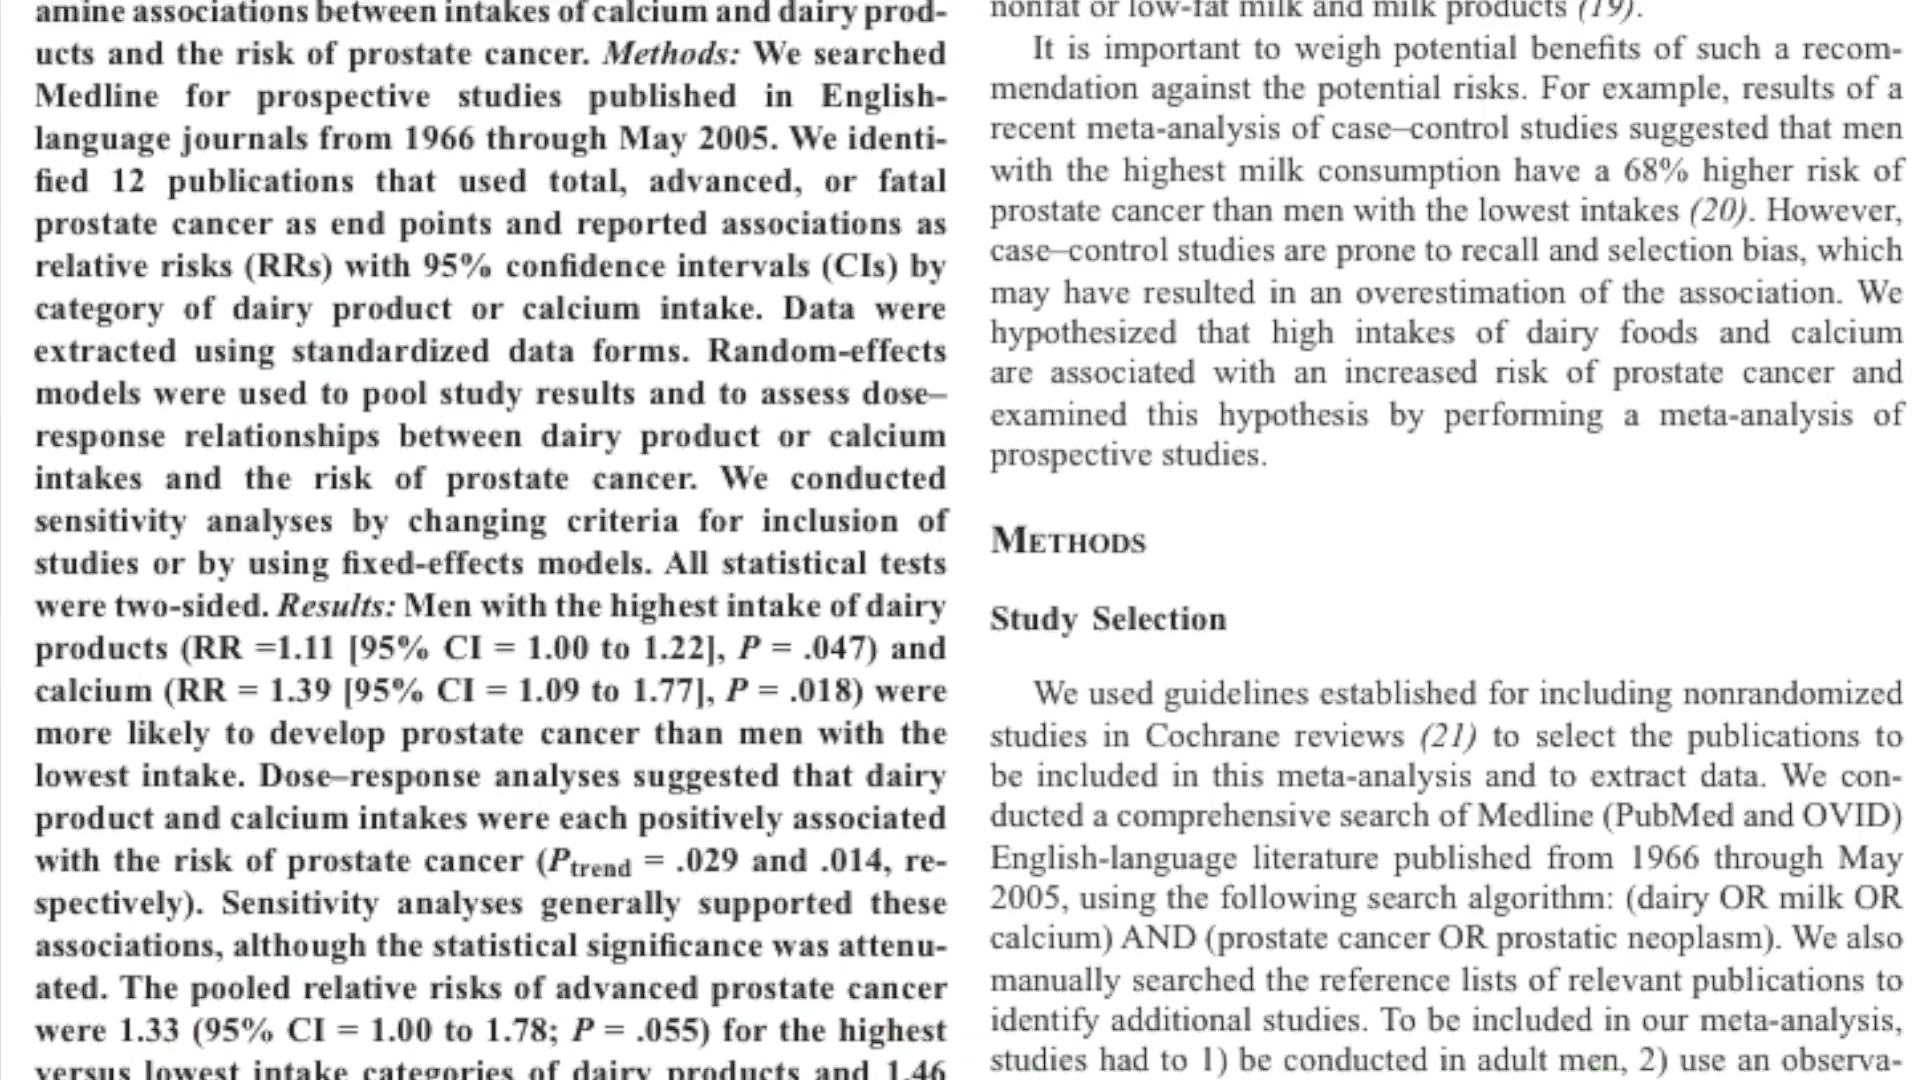 amine associations between intakes of calcium and dairy prod-
ucts and the risk of prostate cancer. Methods: We searched
Medline for prospective studies published in English-
language journals from 1966 through May 2005. We identi-
fied 12 publications that used total, advanced, or fatal
prostate cancer as end points and reported associations as
relative risks (RRs) with 95% confidence intervals (CIs) by
category of dairy product or calcium intake. Data were
extracted using standardized data forms. Random-effects
models were used to pool study results and to assess dose–
response relationships between dairy product or calcium
intakes and the risk of prostate cancer. We conducted
sensitivity analyses by changing criteria for inclusion of
studies or by using fixed-effects models. All statistical tests
were two-sided. Results: Men with the highest intake of dairy
products (RR =1.11 [95% CI = 1.00 to 1.22], P = .047) and
calcium (RR = 1.39 [95% CI = 1.09 to 1.77], P = .018) were
more likely to develop prostate cancer than men with the
lowest intake. Dose–response analyses suggested that dairy
product and calcium intakes were each positively associated
with the risk of prostate cancer (Ptrend = .029 and .014, re-
spectively). Sensitivity analyses generally supported these
associations, although the statistical significance was attenu-
ated. The pooled relative risks of advanced prostate cancer
were 1.33 (95% CI = 1.00 to 1.78; P = .055) for the highest
versus lowest intake categories of dairy products and 1.46
nonfat or low-fat milk and milk products (19).
It is important to weigh potential benefits of such a recom-
mendation against the potential risks. For example, results of a
recent meta-analysis of case–control studies suggested that men
with the highest milk consumption have a 68% higher risk of
prostate cancer than men with the lowest intakes (20). However,
case–control studies are prone to recall and selection bias, which
may have resulted in an overestimation of the association. We
hypothesized that high intakes of dairy foods and calcium
are associated with an increased risk of prostate cancer and
examined this hypothesis by performing a meta-analysis of
prospective studies.
METHODS
Study Selection
We used guidelines established for including nonrandomized
studies in Cochrane reviews (21) to select the publications to
be included in this meta-analysis and to extract data. We con-
ducted a comprehensive search of Medline (PubMed and OVID)
English-language literature published from 1966 through May
2005, using the following search algorithm: (dairy OR milk OR
calcium) AND (prostate cancer OR prostatic neoplasm). We also
manually searched the reference lists of relevant publications to
identify additional studies. To be included in our meta-analysis,
studies had to 1) be conducted in adult men, 2) use an observa-